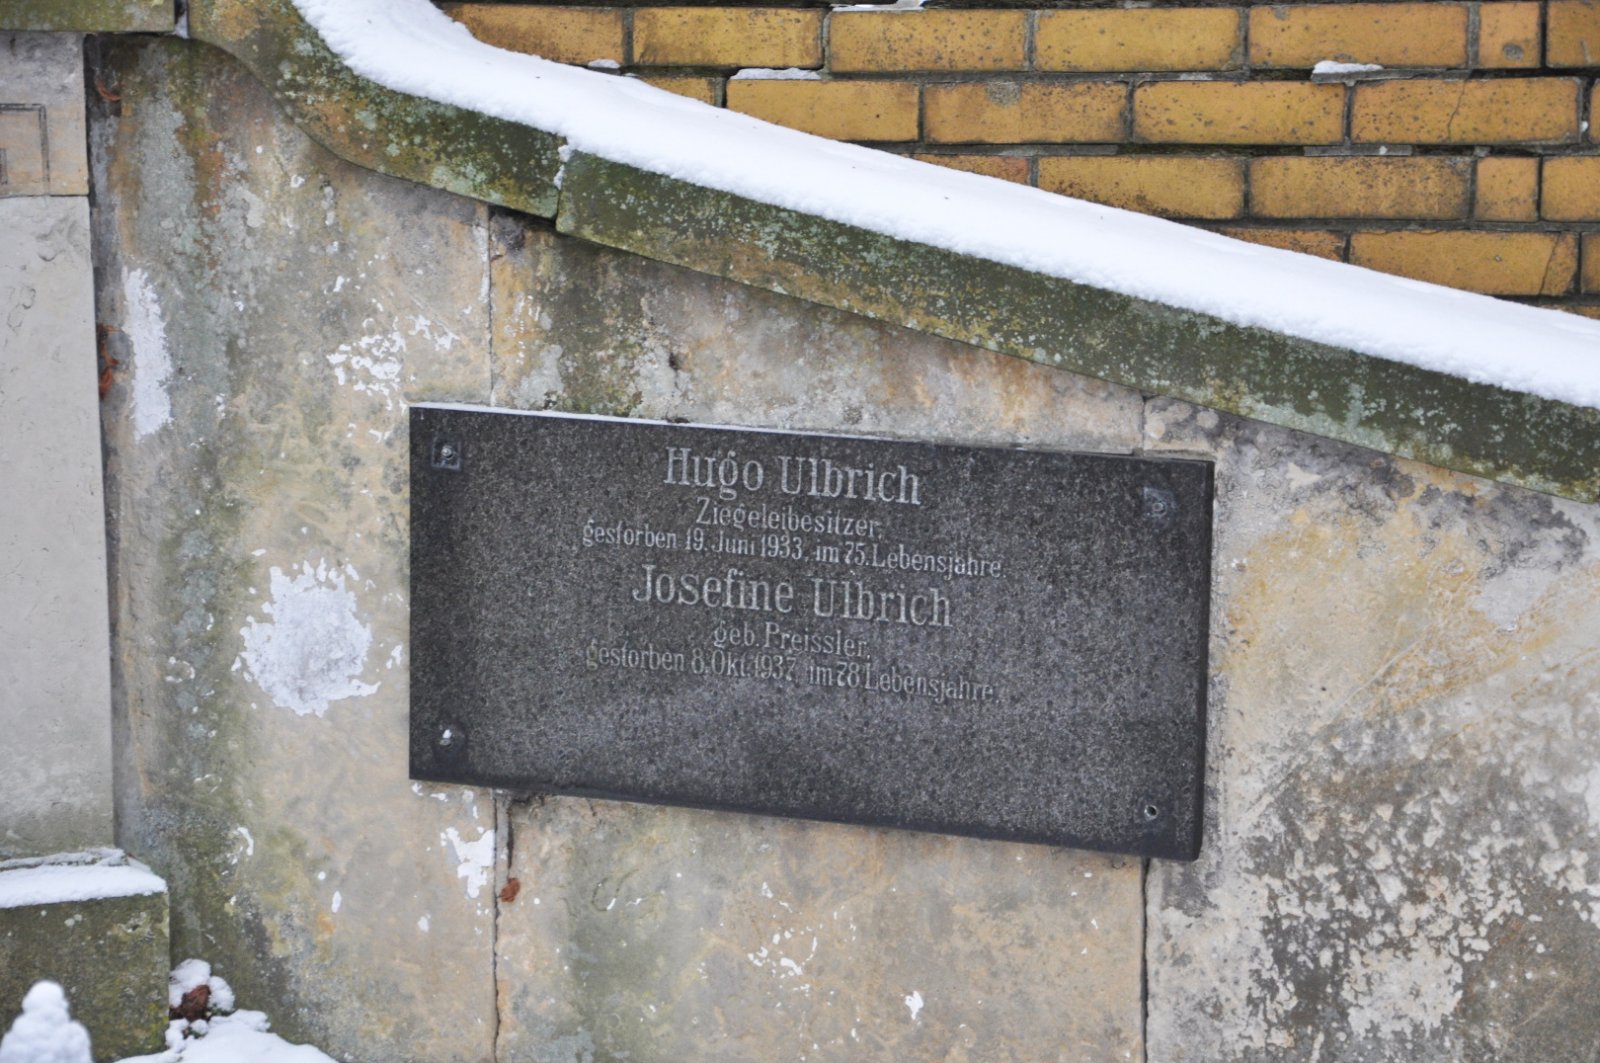 Hugo Ulbrich
Ziegeleibesitzer,
gestorben 19. Juni 1933, im 75. Lebensjahre.
Josefine Ulbrich
geb. Preissler,
gestorben 8. Okt. 1937, im 78. Lebensjahre.